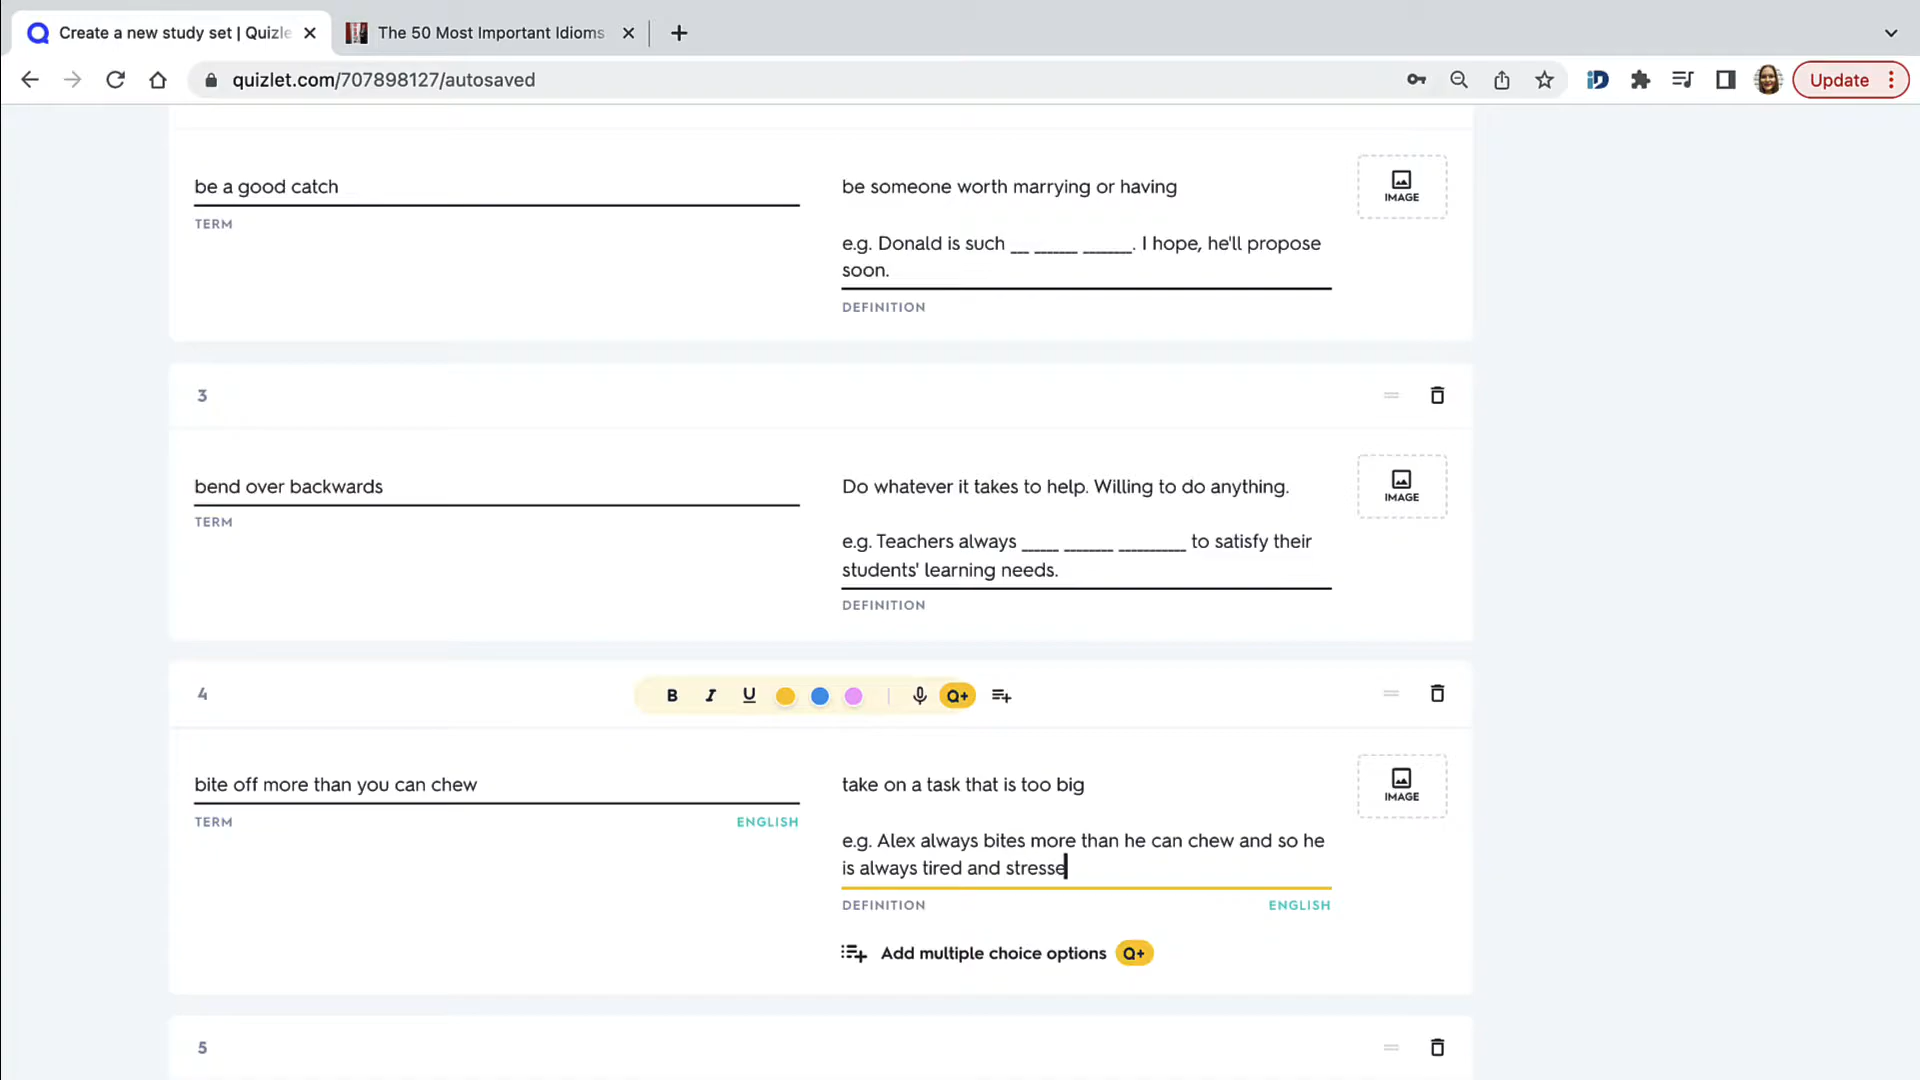 Create a new study set | Quizle
The 50 Most Important Idioms
quizlet.com/707898127/autosaved
Update
be a good catch
TERM
be someone worth marrying or having
e.g. Donald is such __ _____ ______. I hope, he'll propose
soon.
DEFINITION
IMAGE
3
bend over backwards
TERM
Do whatever it takes to help. Willing to do anything.
e.g. Teachers always ____ _____ ________ to satisfy their
students' learning needs.
DEFINITION
IMAGE
4
B I U Q+
bite off more than you can chew
TERM
ENGLISH
take on a task that is too big
e.g. Alex always bites more than he can chew and so he
is always tired and stresse
DEFINITION
ENGLISH
IMAGE
Add multiple choice options Q+
5